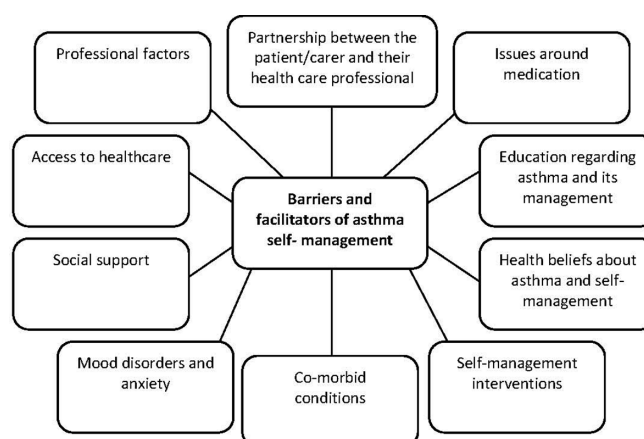 Professional factors
Partnership between the
patient/carer and their
health care professional
Issues around
medication
Access to healthcare
Barriers and
facilitators of asthma
self- management
Education regarding
asthma and its
management
Social support
Health beliefs about
asthma and self-
management
Mood disorders and
anxiety
Co-morbid
conditions
Self-management
interventions